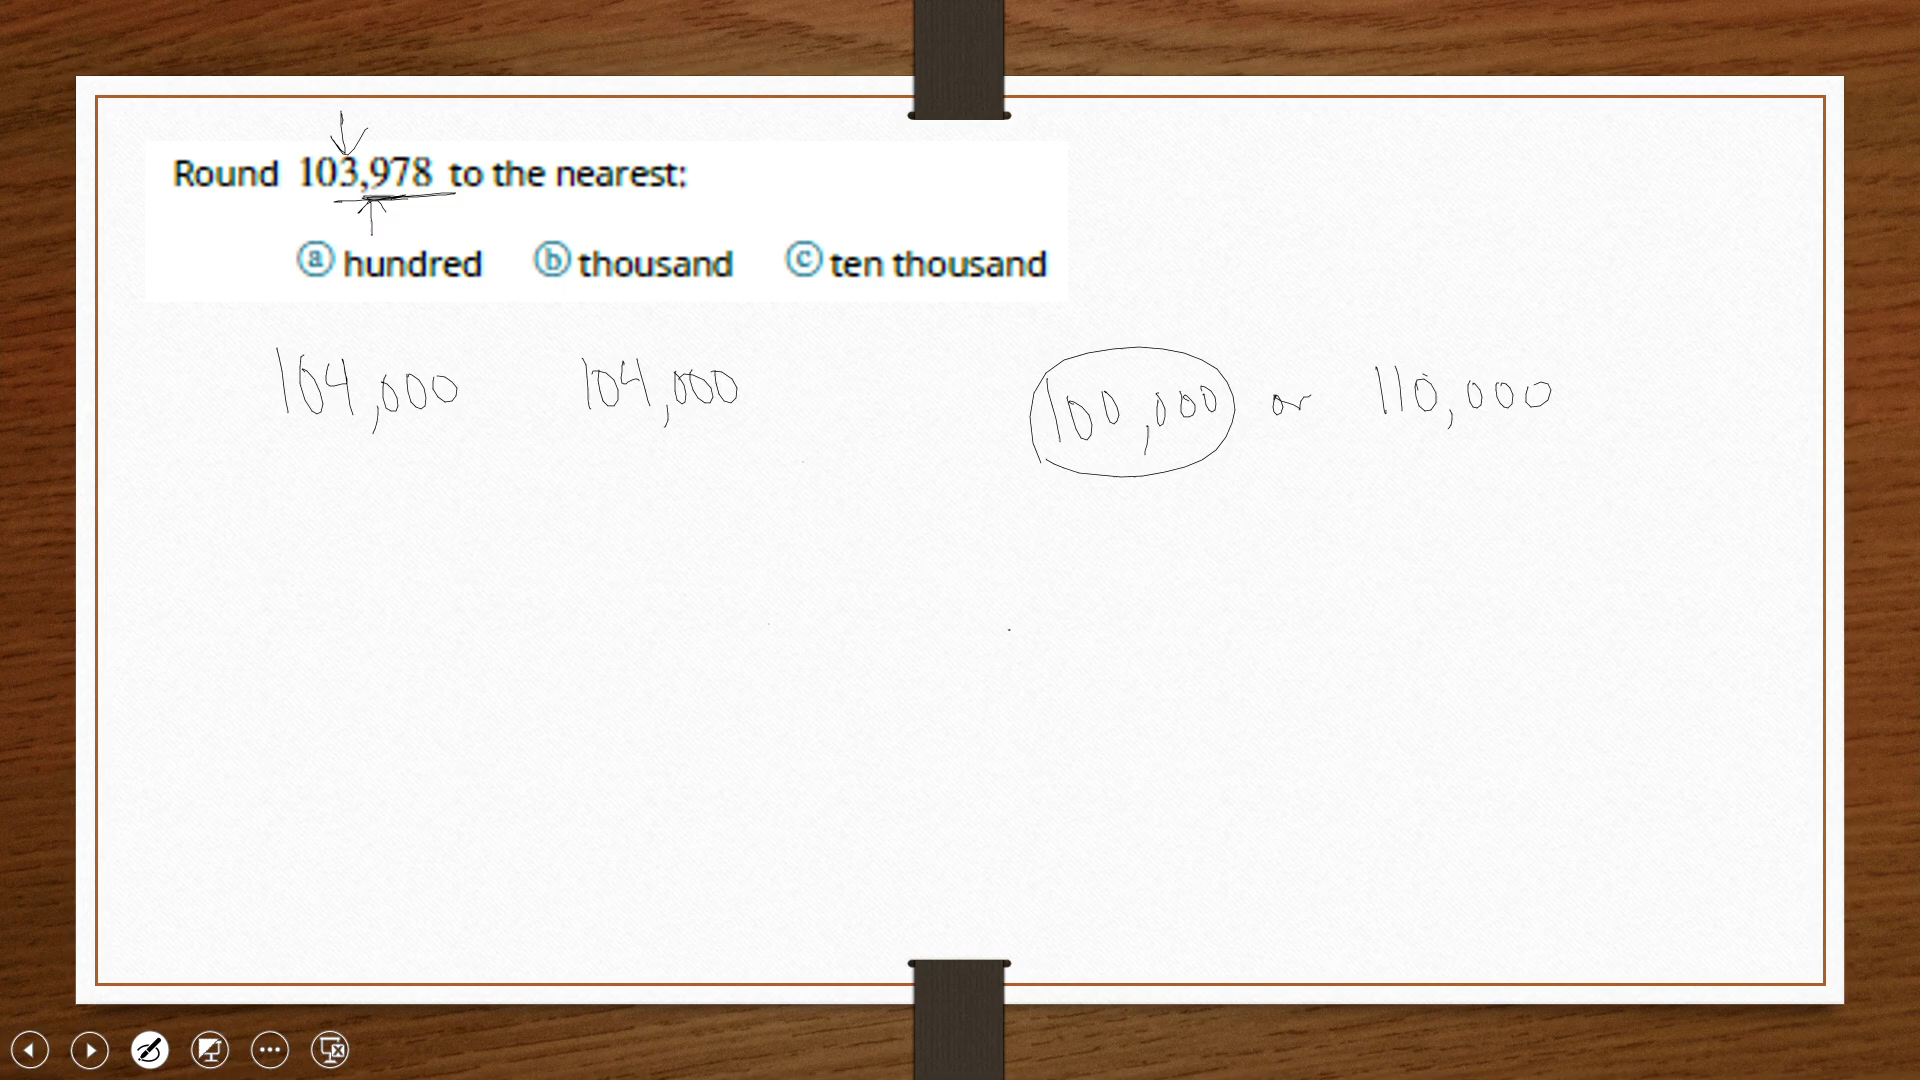 Round 103,978 to the nearest:
ⓐ hundred ⓑ thousand ⓒ ten thousand
104,000 104,000 100,000 or 110,000